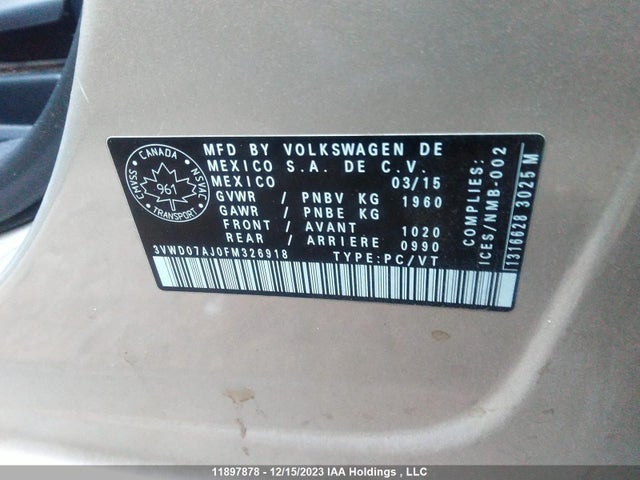 MFD BY VOLKSWAGEN DE
MEXICO S.A. DE C.V.
MEXICO 03/15
GVWR / PNBV KG 1960
GAWR / PNBE KG
FRONT / AVANT 1020
REAR / ARRIERE 0990
3VWD07AJ0FM326918 TYPE:PC/VT
CANADA
CMVSS
NSVAC
961
TRANSPORT
COMPLIES:
ICES/NMB-002
1316628 3025 M
11897878 - 12/15/2023 IAA Holdings , LLC